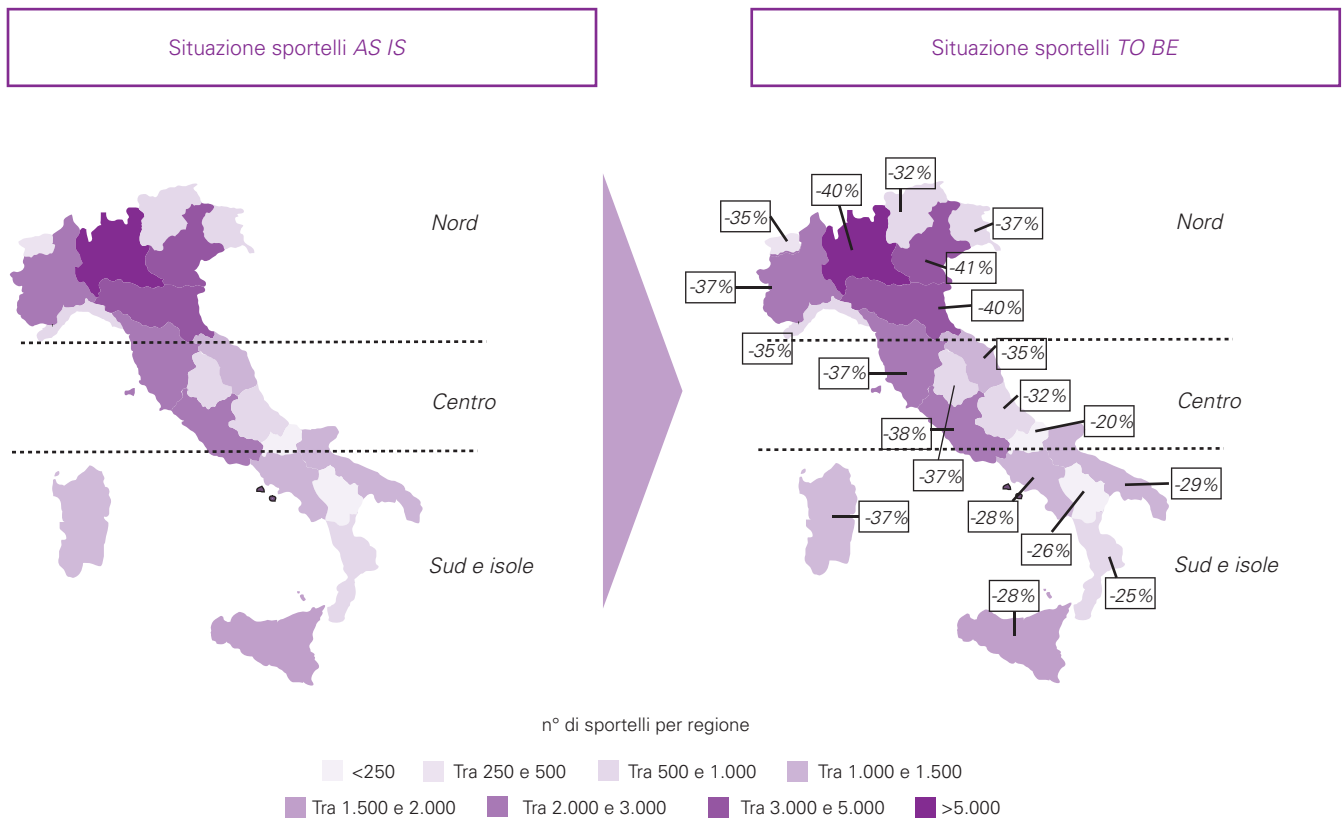 Situazione sportelli AS IS
Situazione sportelli TO BE
Nord
Centro
Sud e isole
-32%
-40%
-35%
-37%
Nord
-41%
-37%
-40%
-35%
-35%
-37%
-32%
Centro
-20%
-38%
-37%
-29%
-37%
-28%
-26%
Sud e isole
-25%
-28%
n° di sportelli per regione
<250 Tra 250 e 500 Tra 500 e 1.000 Tra 1.000 e 1.500
Tra 1.500 e 2.000 Tra 2.000 e 3.000 Tra 3.000 e 5.000 >5.000